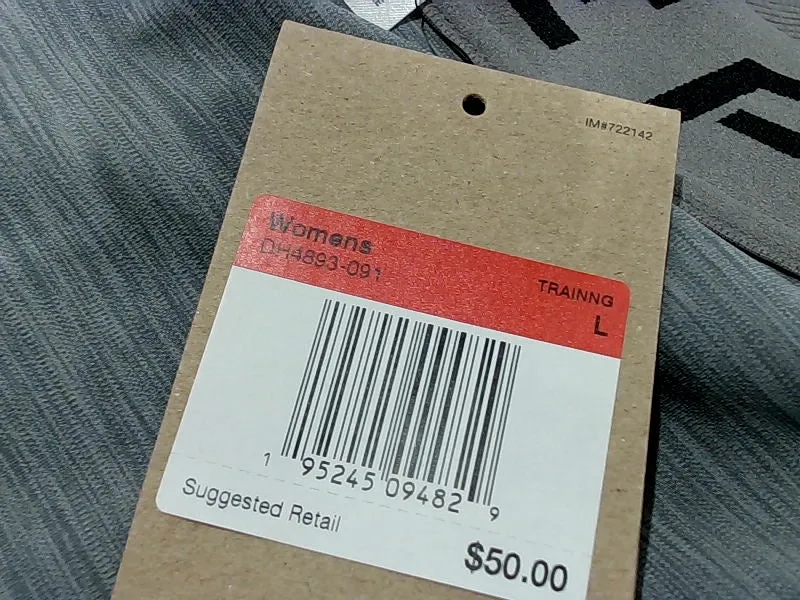 IM#722142
Womens
DH4893-091
TRAINNG
L
1 95245 09482 9
Suggested Retail
$50.00